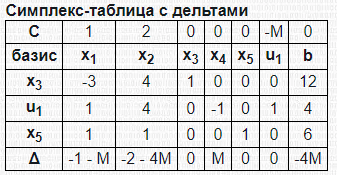 Симплекс-таблица с дельтами
C 1 2 0 0 0 -M 0
базис x₁ x₂ x₃ x₄ x₅ u₁ b
x₃ -3 4 1 0 0 0 12
u₁ 1 4 0 -1 0 1 4
x₅ 1 1 0 0 1 0 6
Δ -1 - M -2 - 4M 0 M 0 0 -4M